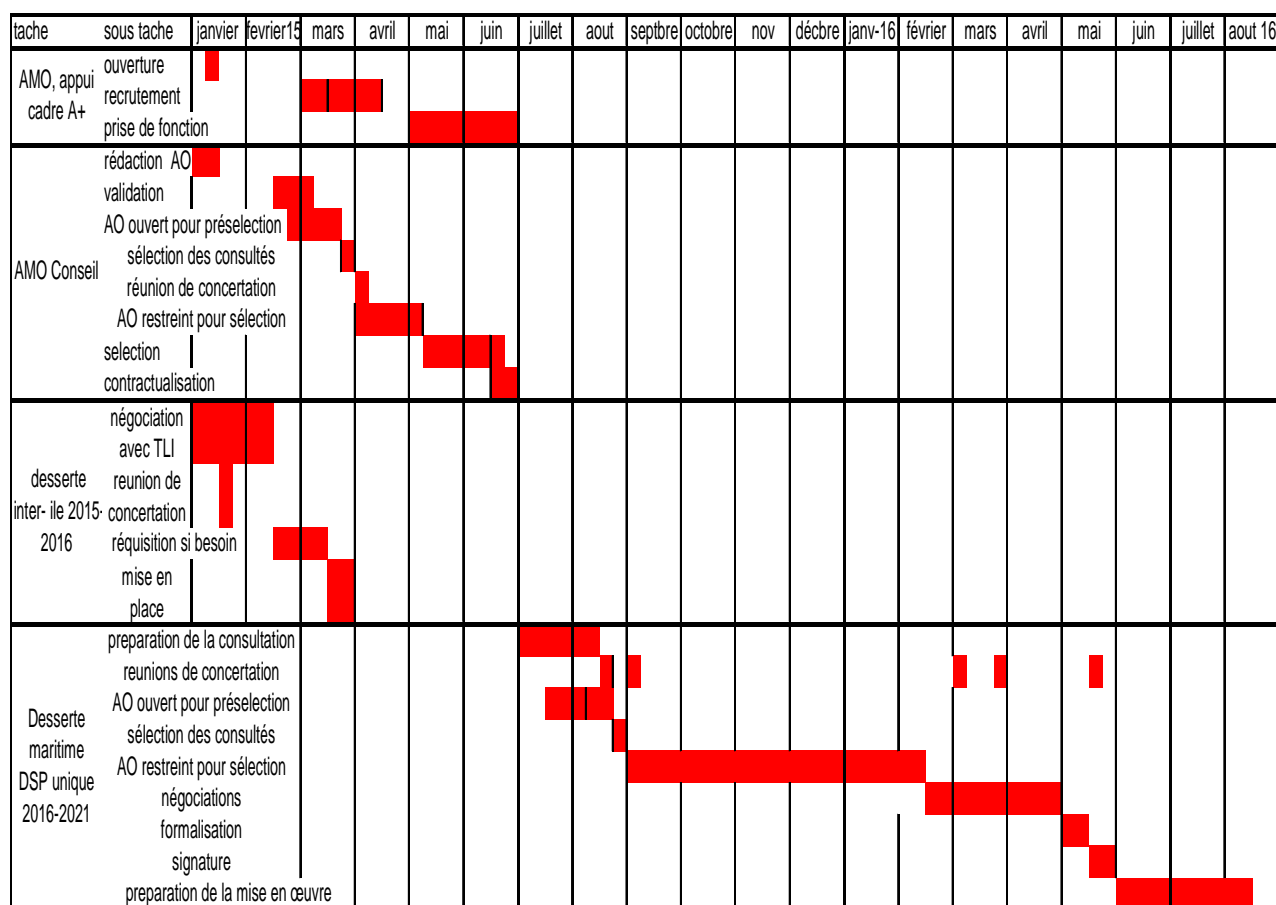 tache sous tache janvier fevrier15 mars avril mai juin juillet aout septbre octobre nov décbre janv-16 février mars avril mai juin juillet aout 16
AMO, appui
cadre A+
ouverture
recrutement
prise de fonction
AMO Conseil
rédaction AO
validation
AO ouvert pour préselection
sélection des consultés
réunion de concertation
AO restreint pour sélection
selection
contractualisation
desserte
inter- ile 2015-
2016
négociation
avec TLI
reunion de
concertation
réquisition si besoin
mise en
place
Desserte
maritime
DSP unique
2016-2021
preparation de la consultation
reunions de concertation
AO ouvert pour préselection
sélection des consultés
AO restreint pour sélection
négociations
formalisation
signature
preparation de la mise en œuvre